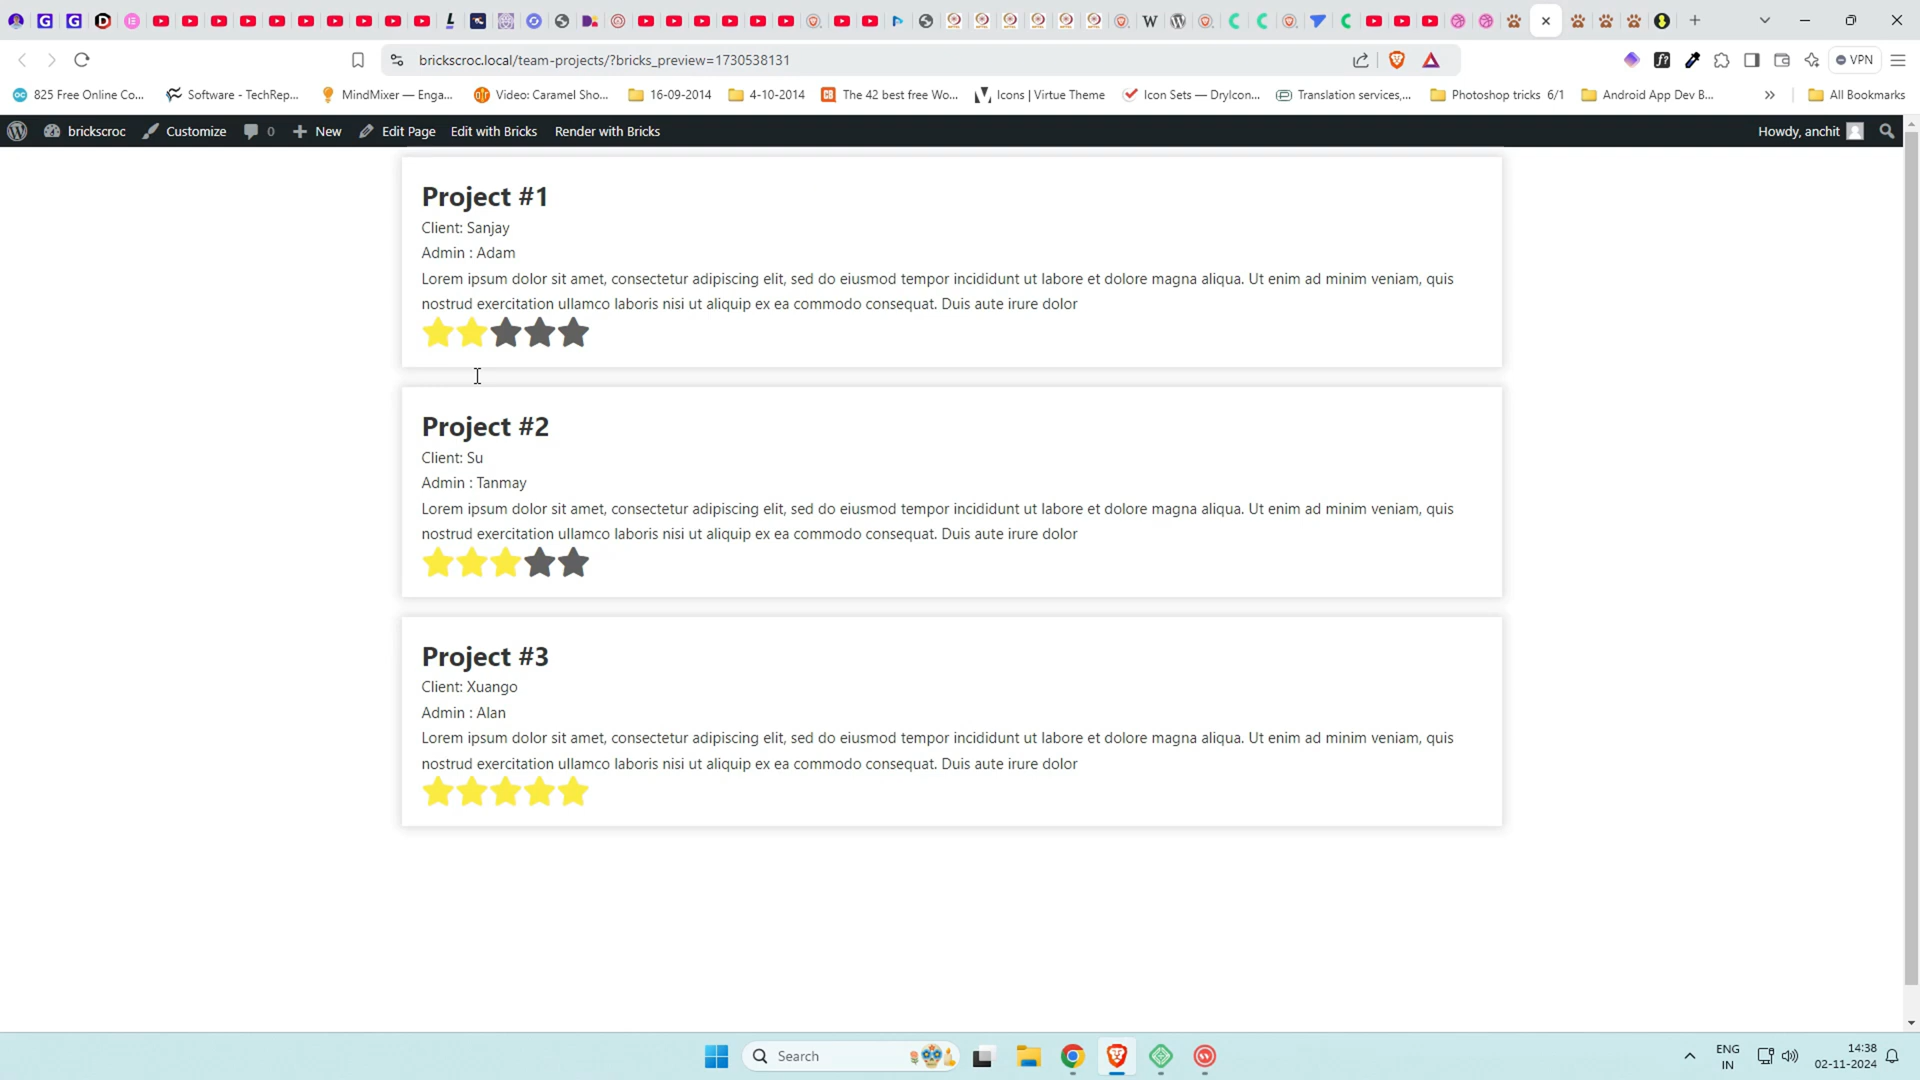 brickscroc.local/team-projects/?bricks_preview=1730538131
VPN
825 Free Online Co...
Software - TechRep...
MindMixer — Enga...
Video: Caramel Sho...
16-09-2014
4-10-2014
The 42 best free Wo...
Icons | Virtue Theme
Icon Sets — DryIcon...
Translation services,...
Photoshop tricks 6/1
Android App Dev B...
All Bookmarks
brickscroc
Customize
0
New
Edit Page
Edit with Bricks
Render with Bricks
Howdy, anchit
Project #1
Client: Sanjay
Admin : Adam
Lorem ipsum dolor sit amet, consectetur adipiscing elit, sed do eiusmod tempor incididunt ut labore et dolore magna aliqua. Ut enim ad minim veniam, quis
nostrud exercitation ullamco laboris nisi ut aliquip ex ea commodo consequat. Duis aute irure dolor
Project #2
Client: Su
Admin : Tanmay
Lorem ipsum dolor sit amet, consectetur adipiscing elit, sed do eiusmod tempor incididunt ut labore et dolore magna aliqua. Ut enim ad minim veniam, quis
nostrud exercitation ullamco laboris nisi ut aliquip ex ea commodo consequat. Duis aute irure dolor
Project #3
Client: Xuango
Admin : Alan
Lorem ipsum dolor sit amet, consectetur adipiscing elit, sed do eiusmod tempor incididunt ut labore et dolore magna aliqua. Ut enim ad minim veniam, quis
nostrud exercitation ullamco laboris nisi ut aliquip ex ea commodo consequat. Duis aute irure dolor
Search
ENG
IN
14:38
02-11-2024